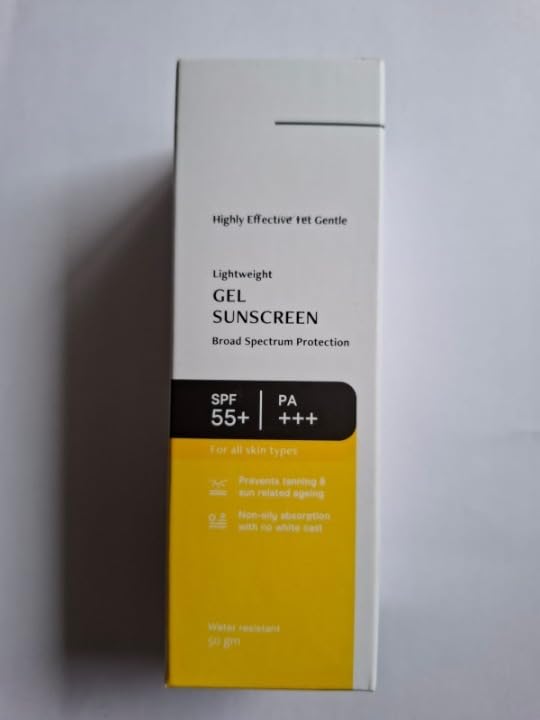 Highly Effective Yet Gentle
Lightweight
GEL
SUNSCREEN
Broad Spectrum Protection
SPF
55+
PA
+++
For all skin types
Prevents tanning &
sun related ageing
Non-oily absorption
with no white cast
Water resistant
50 gm